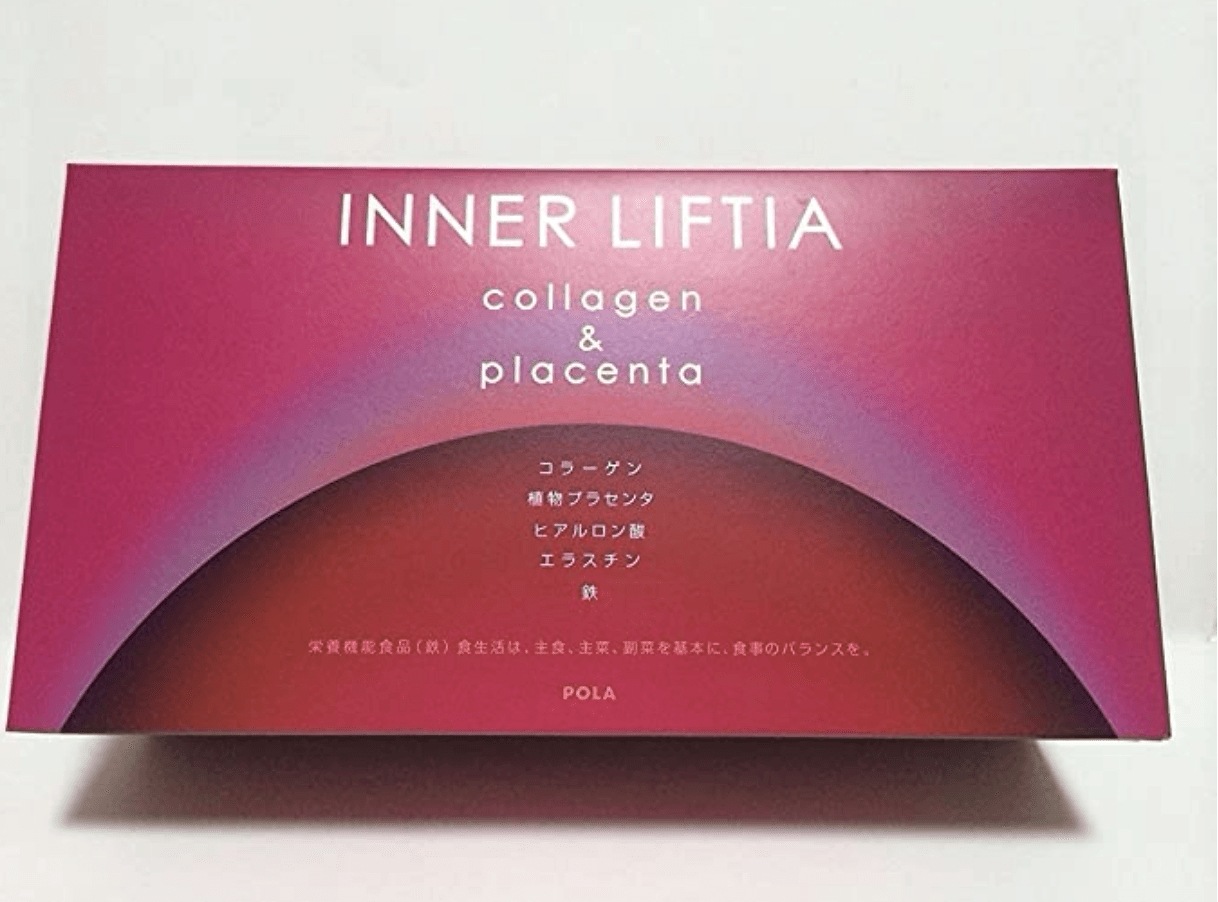 INNER LIFTIA
collagen
&
placenta
コラーゲン
植物プラセンタ
ヒアルロン酸
エラスチン
鉄
栄養機能食品(鉄) 食生活は、主食、主菜、副菜を基本に、食事のバランスを。
POLA